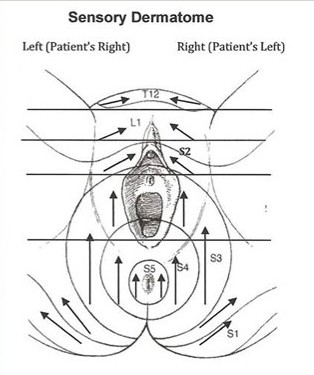 Sensory Dermatome
Left (Patient's Right) Right (Patient's Left)
T12
L1
S2
S3
S5 S4
S1